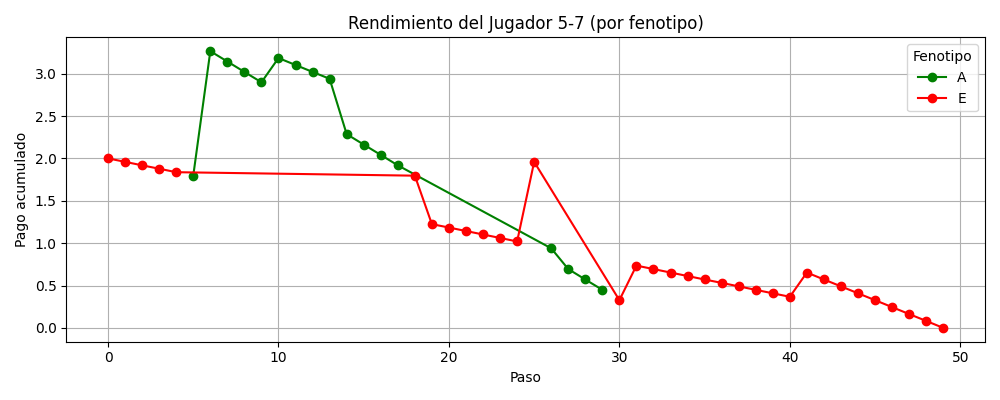 Rendimiento del Jugador 5-7 (por fenotipo)
Fenotipo
A
E
Pago acumulado
3.0
2.5
2.0
1.5
1.0
0.5
0.0
0 10 20 30 40 50
Paso